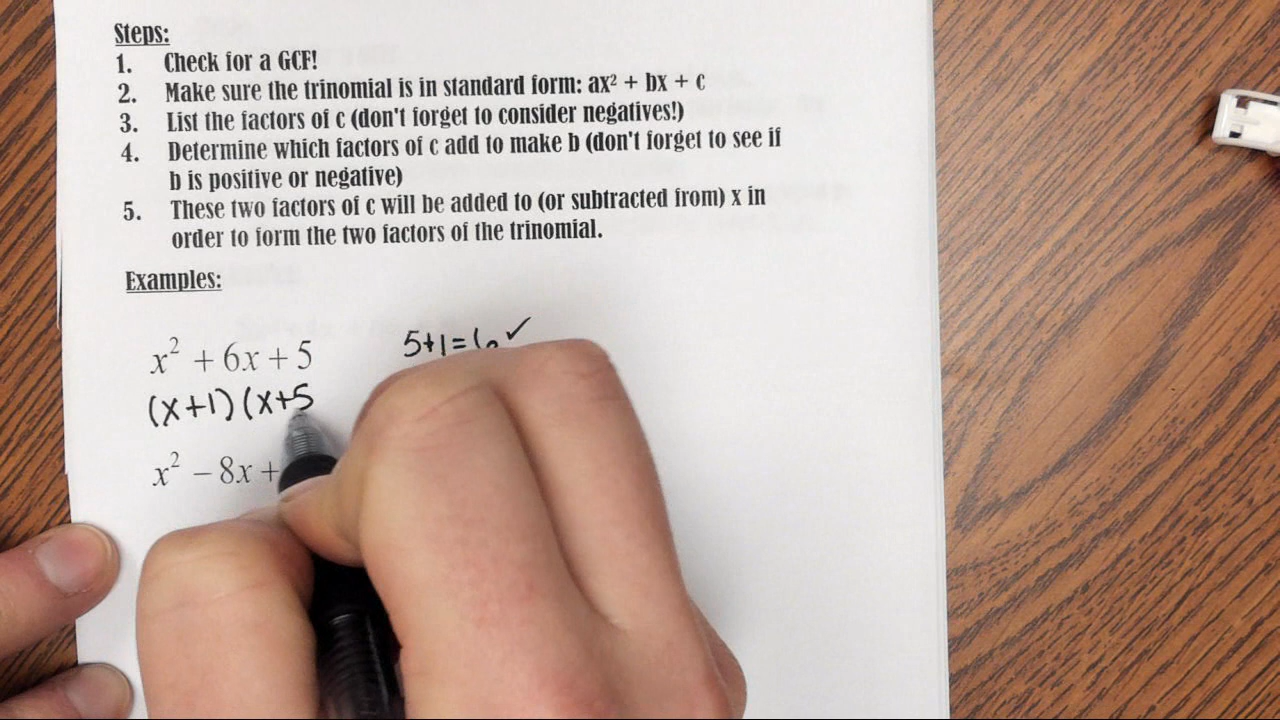 Steps:
1. Check for a GCF!
2. Make sure the trinomial is in standard form: ax² + bx + c
3. List the factors of c (don't forget to consider negatives!)
4. Determine which factors of c add to make b (don't forget to see if
b is positive or negative)
5. These two factors of c will be added to (or subtracted from) x in
order to form the two factors of the trinomial.
Examples:
x² + 6x + 5 5+1=6 ✓
(x+1)(x+5
x² − 8x +